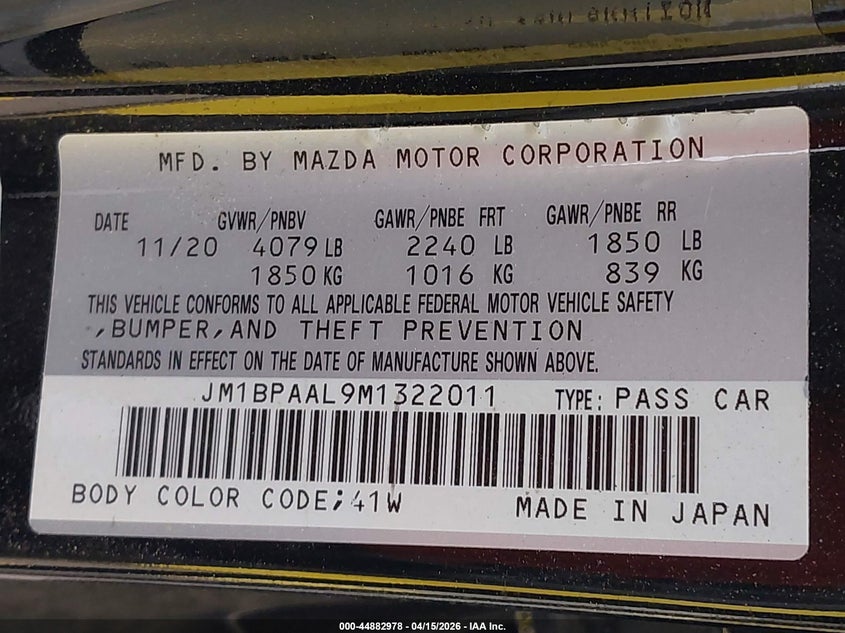 MFD. BY MAZDA MOTOR CORPORATION
DATE GVWR/PNBV GAWR/PNBE FRT GAWR/PNBE RR
11/20 4079 LB 2240 LB 1850 LB
1850 KG 1016 KG 839 KG
THIS VEHICLE CONFORMS TO ALL APPLICABLE FEDERAL MOTOR VEHICLE SAFETY
,BUMPER,AND THEFT PREVENTION
STANDARDS IN EFFECT ON THE DATE OF MANUFACTURE SHOWN ABOVE.
JM1BPAAL9M1322011 TYPE: PASS CAR
BODY COLOR CODE;41W MADE IN JAPAN
000-44882978 - 04/15/2026 - IAA Inc.